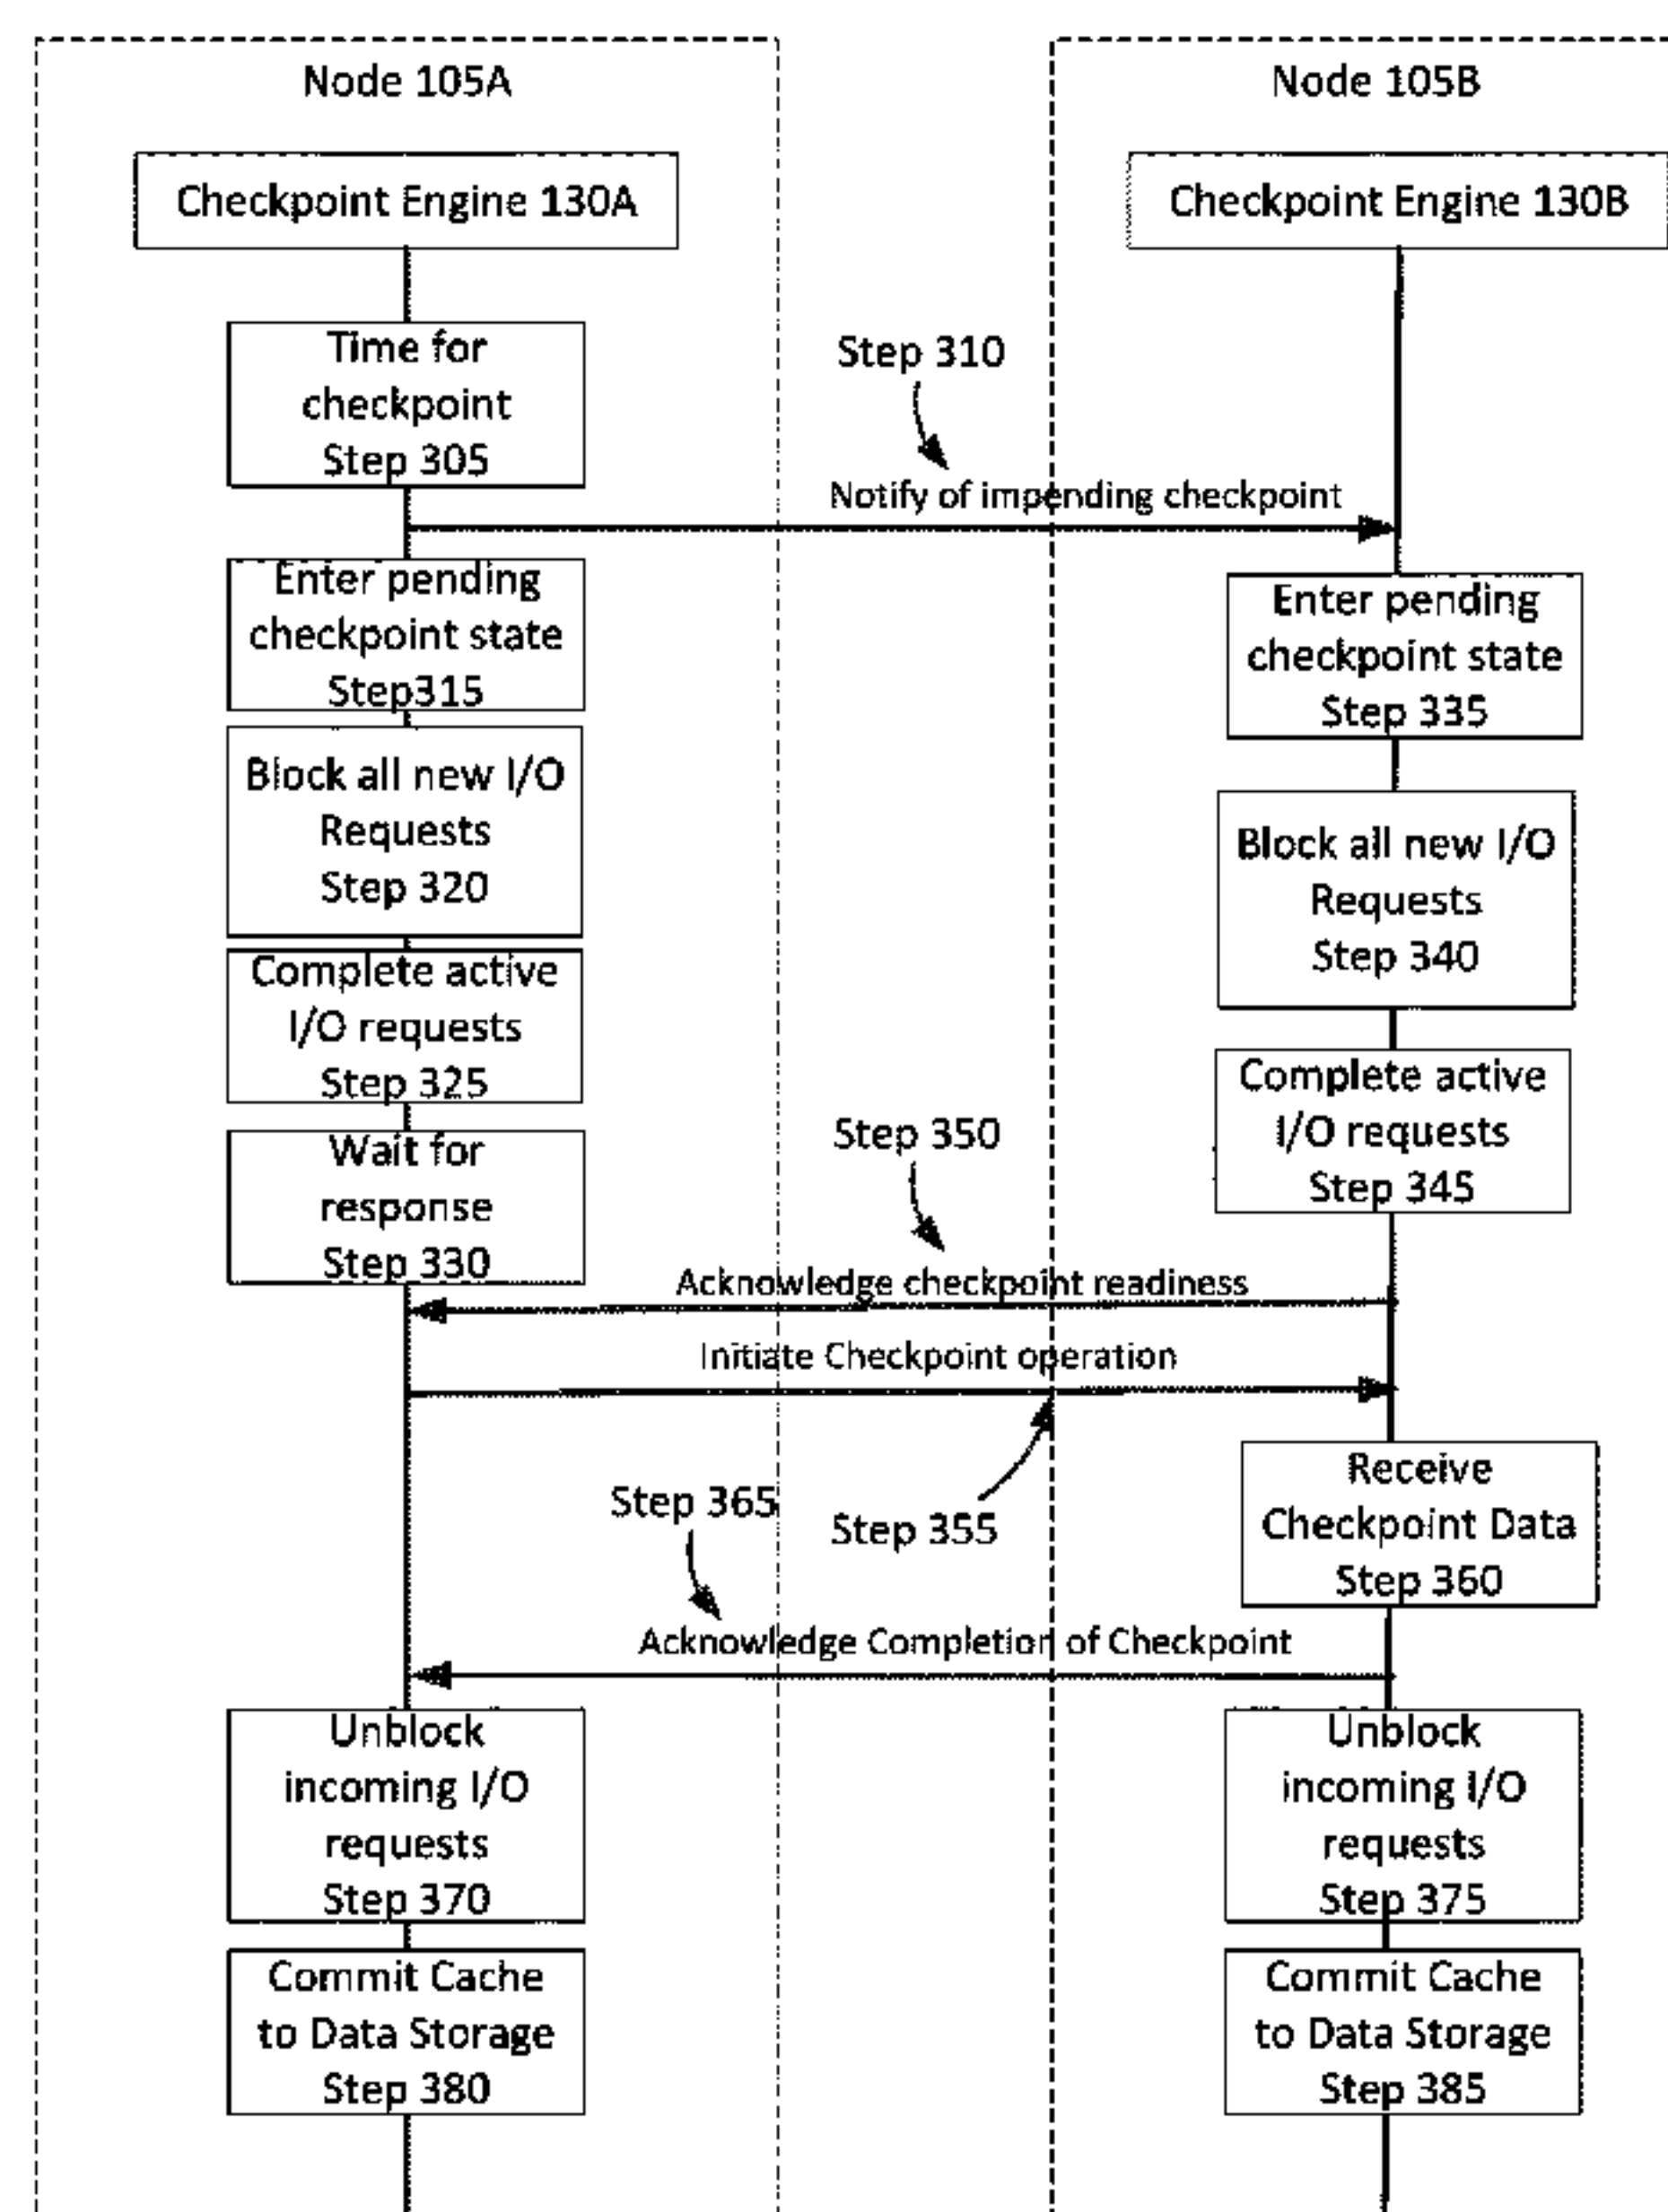 Node 105A
Node 105B
Checkpoint Engine 130A
Checkpoint Engine 130B
Time for
checkpoint
Step 305
Step 310
Notify of impending checkpoint
Enter pending
checkpoint state
Step315
Enter pending
checkpoint state
Step 335
Block all new I/O
Requests
Step 320
Block all new I/O
Requests
Step 340
Complete active
I/O requests
Step 325
Complete active
I/O requests
Step 345
Wait for
response
Step 330
Step 350
Acknowledge checkpoint readiness
Initiate Checkpoint operation
Step 355
Receive
Checkpoint Data
Step 360
Step 365
Acknowledge Completion of Checkpoint
Unblock
incoming I/O
requests
Step 370
Unblock
incoming I/O
requests
Step 375
Commit Cache
to Data Storage
Step 380
Commit Cache
to Data Storage
Step 385